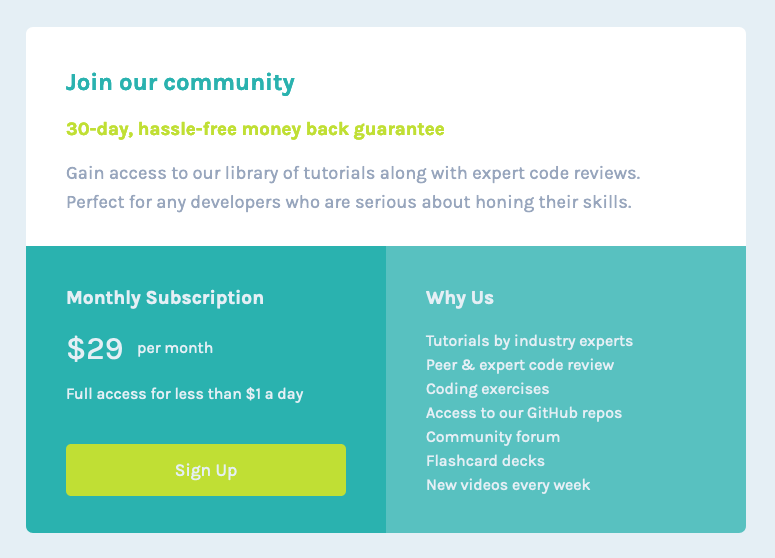 Join our community
30-day, hassle-free money back guarantee
Gain access to our library of tutorials along with expert code reviews.
Perfect for any developers who are serious about honing their skills.
Monthly Subscription
$29 per month
Full access for less than $1 a day
Sign Up
Why Us
Tutorials by industry experts
Peer & expert code review
Coding exercises
Access to our GitHub repos
Community forum
Flashcard decks
New videos every week